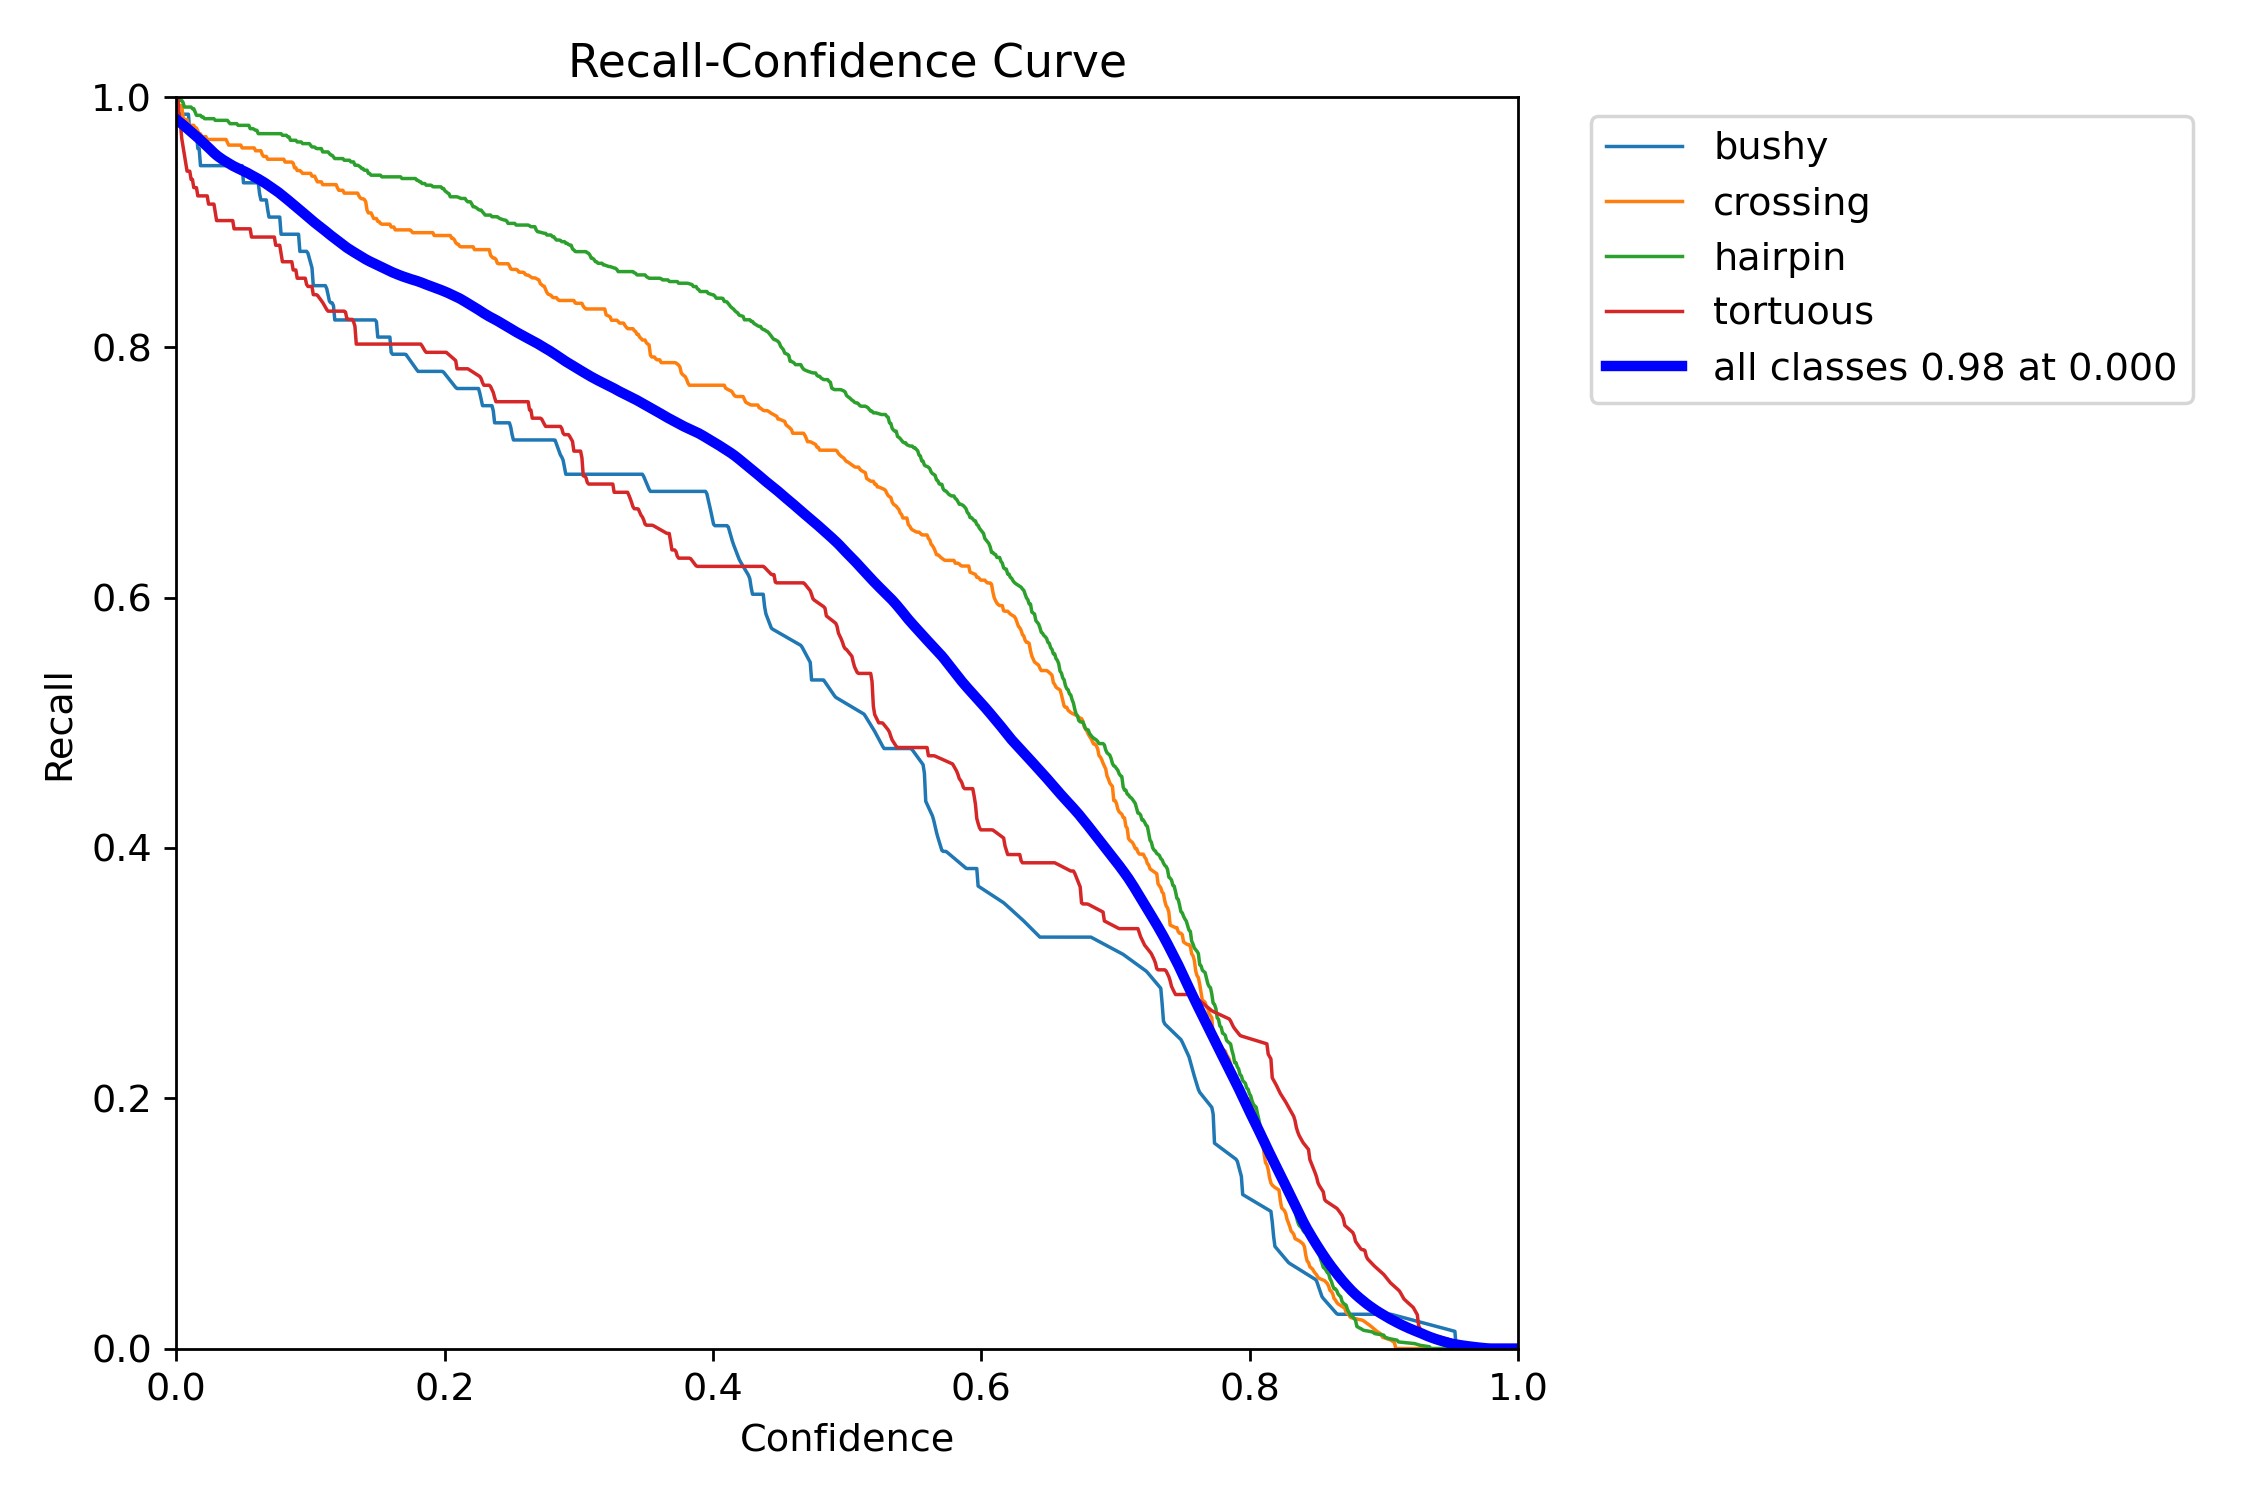 Recall-Confidence Curve
1.0
0.8
0.6
0.4
0.2
0.0
Recall
0.0 0.2 0.4 0.6 0.8 1.0
Confidence
bushy
crossing
hairpin
tortuous
all classes 0.98 at 0.000